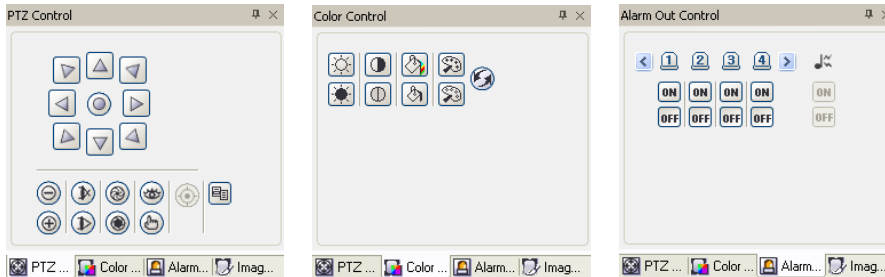 PTZ Control
Color Control
Alarm Out Control
1 2 3 4
ON ON ON ON ON
OFF OFF OFF OFF OFF
PTZ ... Color ... Alarm... Imag...
PTZ ... Color ... Alarm... Imag...
PTZ ... Color ... Alarm... Imag...